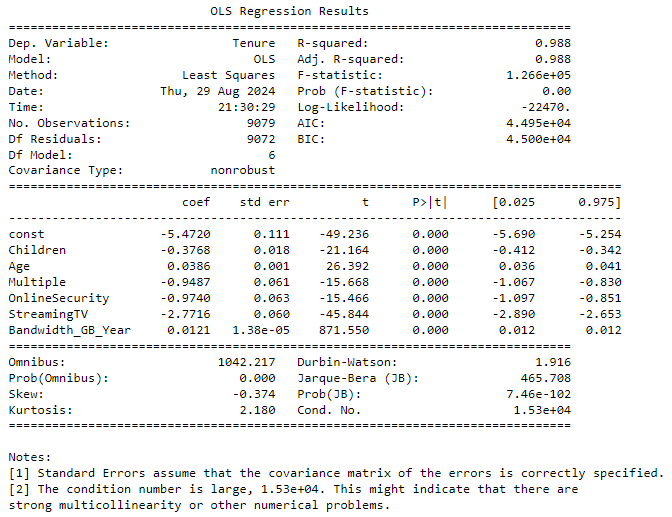 OLS Regression Results
==============================================================================
Dep. Variable:                 Tenure   R-squared:                       0.988
Model:                            OLS   Adj. R-squared:                  0.988
Method:                 Least Squares   F-statistic:                 1.266e+05
Date:                Thu, 29 Aug 2024   Prob (F-statistic):               0.00
Time:                        21:30:29   Log-Likelihood:                -22470.
No. Observations:                9079   AIC:                         4.495e+04
Df Residuals:                    9072   BIC:                         4.500e+04
Df Model:                           6
Covariance Type:            nonrobust
=====================================================================================
                        coef    std err          t      P>|t|      [0.025      0.975]
-------------------------------------------------------------------------------------
const                -5.4720      0.111    -49.236      0.000      -5.690      -5.254
Children             -0.3768      0.018    -21.164      0.000      -0.412      -0.342
Age                   0.0386      0.001     26.392      0.000       0.036       0.041
Multiple             -0.9487      0.061    -15.668      0.000      -1.067      -0.830
OnlineSecurity       -0.9740      0.063    -15.466      0.000      -1.097      -0.851
StreamingTV          -2.7716      0.060    -45.844      0.000      -2.890      -2.653
Bandwidth_GB_Year     0.0121   1.38e-05    871.550      0.000       0.012       0.012
==============================================================================
Omnibus:                     1042.217   Durbin-Watson:                   1.916
Prob(Omnibus):                  0.000   Jarque-Bera (JB):              465.708
Skew:                          -0.374   Prob(JB):                    7.46e-102
Kurtosis:                       2.180   Cond. No.                     1.53e+04
==============================================================================
Notes:
[1] Standard Errors assume that the covariance matrix of the errors is correctly specified.
[2] The condition number is large, 1.53e+04. This might indicate that there are
strong multicollinearity or other numerical problems.